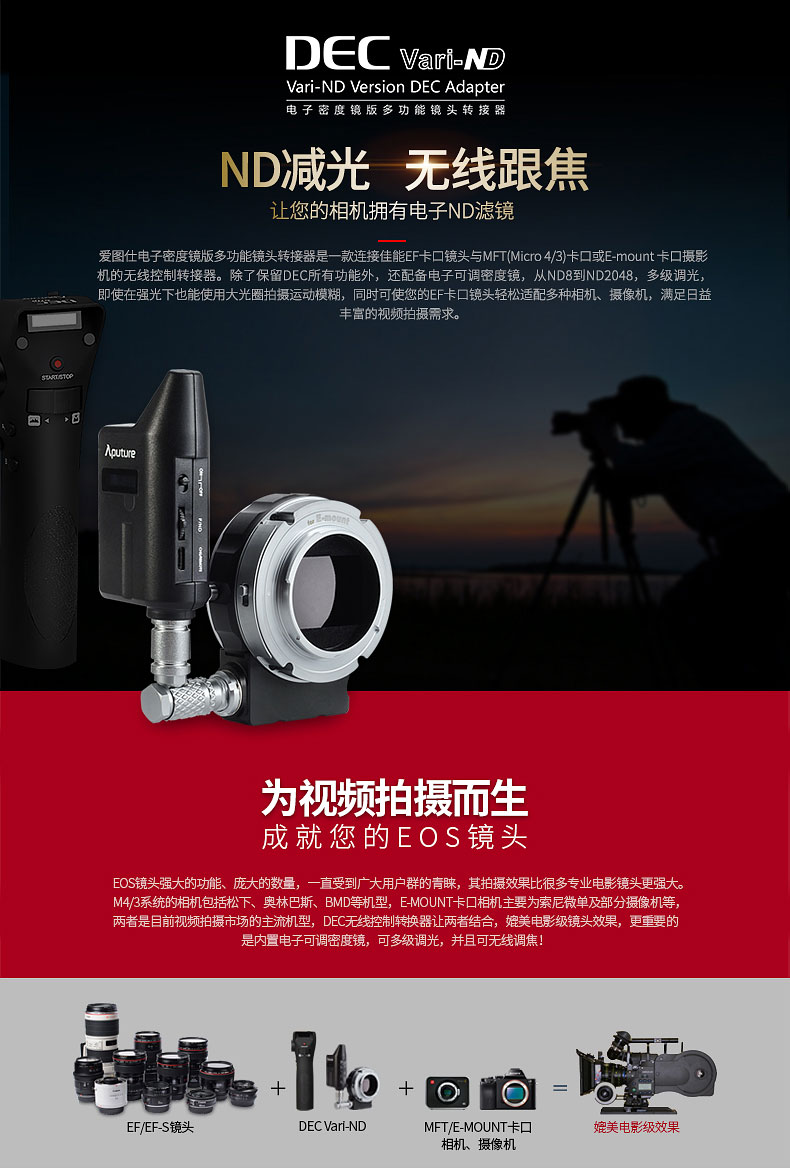 DEC Vari-ND
Vari-ND Version DEC Adapter
电子密度镜版多功能镜头转接器
ND减光 无线跟焦
让您的相机拥有电子ND滤镜
爱图仕电子密度镜版多功能镜头转接器是一款连接佳能EF卡口镜头与MFT(Micro 4/3)卡口或E-mount 卡口摄影
机的无线控制转接器。除了保留DEC所有功能外，还配备电子可调密度镜，从ND8到ND2048，多级调光，
即使在强光下也能使用大光圈拍摄运动模糊，同时可使您的EF卡口镜头轻松适配多种相机、摄像机，满足日益
丰富的视频拍摄需求。
START/STOP
Aputure
ON OFF
F/ND
for E-mount
为视频拍摄而生
成就您的EOS镜头
EOS镜头强大的功能、庞大的数量，一直受到广大用户群的青睐，其拍摄效果比很多专业电影镜头更强大。
M4/3系统的相机包括松下、奥林巴斯、BMD等机型，E-MOUNT卡口相机主要为索尼微单及部分摄像机等，
两者是目前视频拍摄市场的主流机型，DEC无线控制转换器让两者结合，媲美电影级镜头效果，更重要的
是内置电子可调密度镜，可多级调光，并且可无线调焦！
+ + =
EF/EF-S镜头
DEC Vari-ND
MFT/E-MOUNT卡口
相机、摄像机
媲美电影级效果